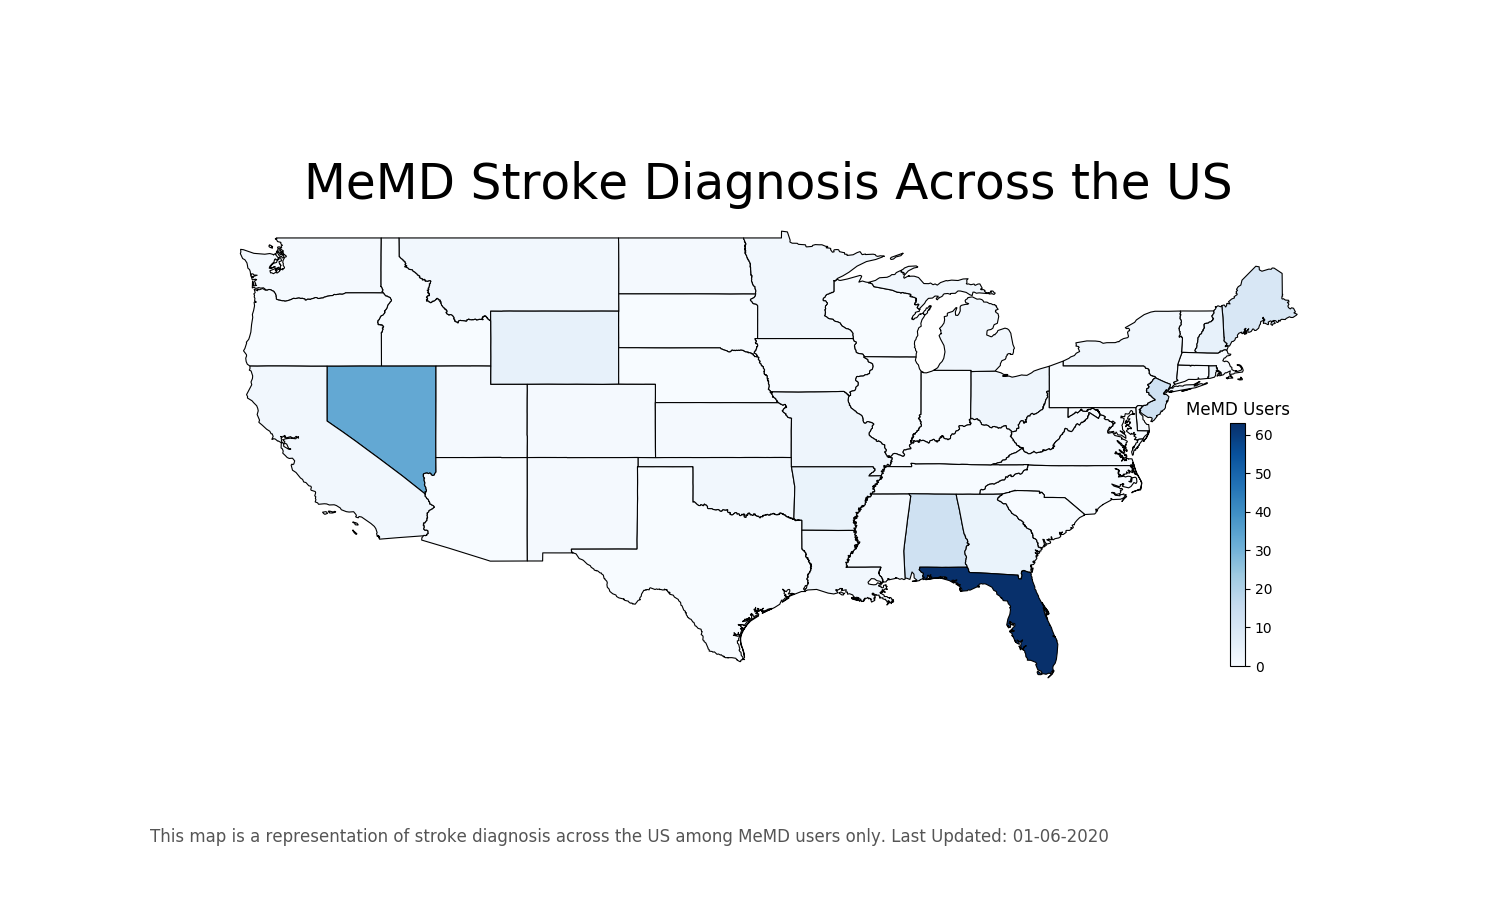 MeMD Stroke Diagnosis Across the US
MeMD Users
60
50
40
30
20
10
0
This map is a representation of stroke diagnosis across the US among MeMD users only. Last Updated: 01-06-2020